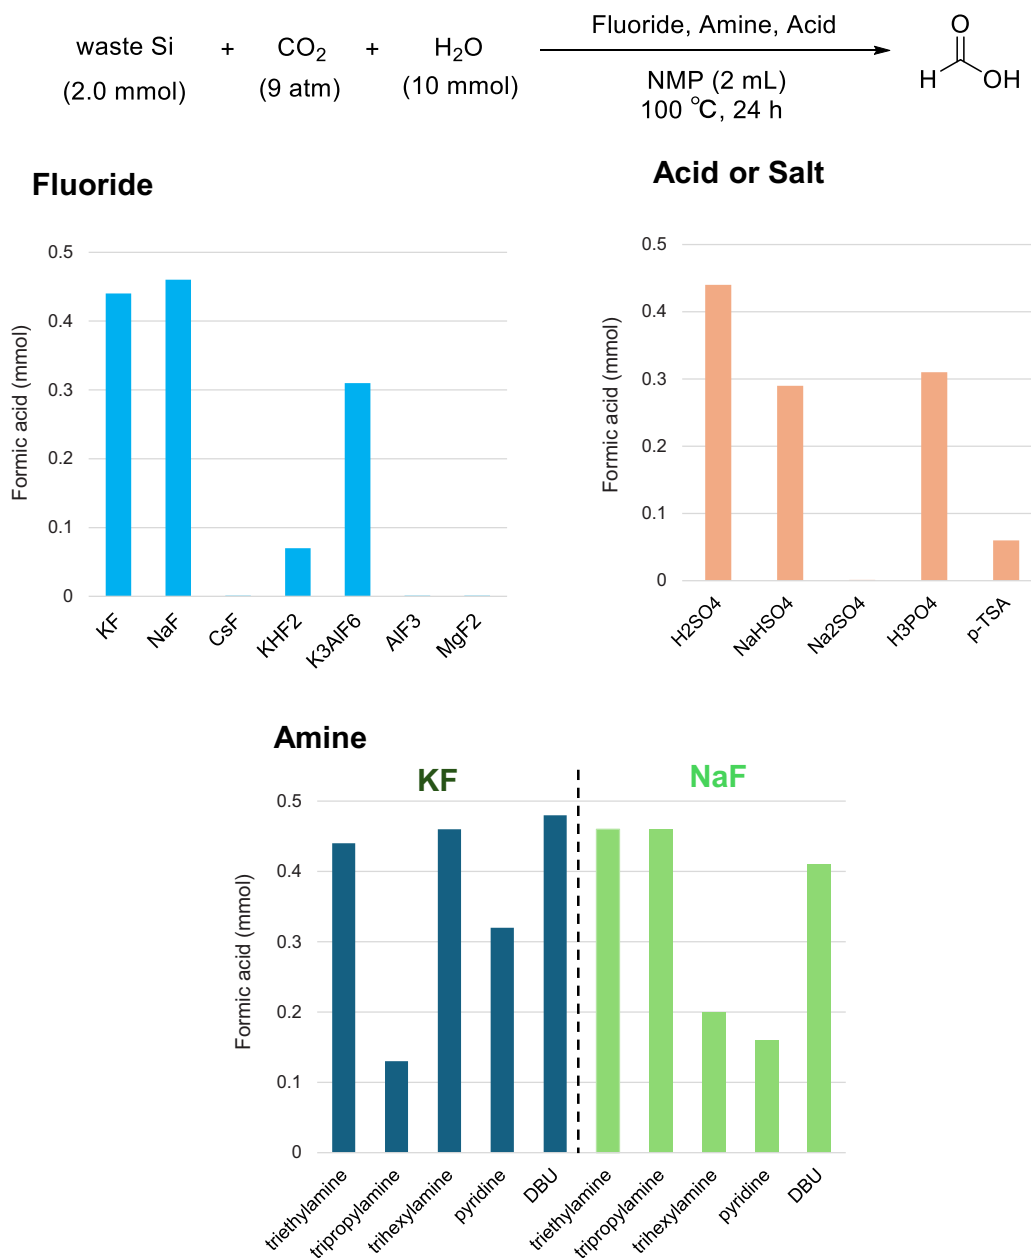 waste Si + CO2 + H2O Fluoride, Amine, Acid
(2.0 mmol) (9 atm) (10 mmol) NMP (2 mL)
100 °C, 24 h
O
H OH
Fluoride
Formic acid (mmol)
0.5
0.4
0.3
0.2
0.1
0
KF NaF CsF KHF2 K3AlF6 AlF3 MgF2
Acid or Salt
Formic acid (mmol)
0.5
0.4
0.3
0.2
0.1
0
H2SO4 NaHSO4 Na2SO4 H3PO4 p-TSA
Amine
KF NaF
Formic acid (mmol)
0.5
0.4
0.3
0.2
0.1
0
triethylamine tripropylamine trihexylamine pyridine DBU triethylamine tripropylamine trihexylamine pyridine DBU